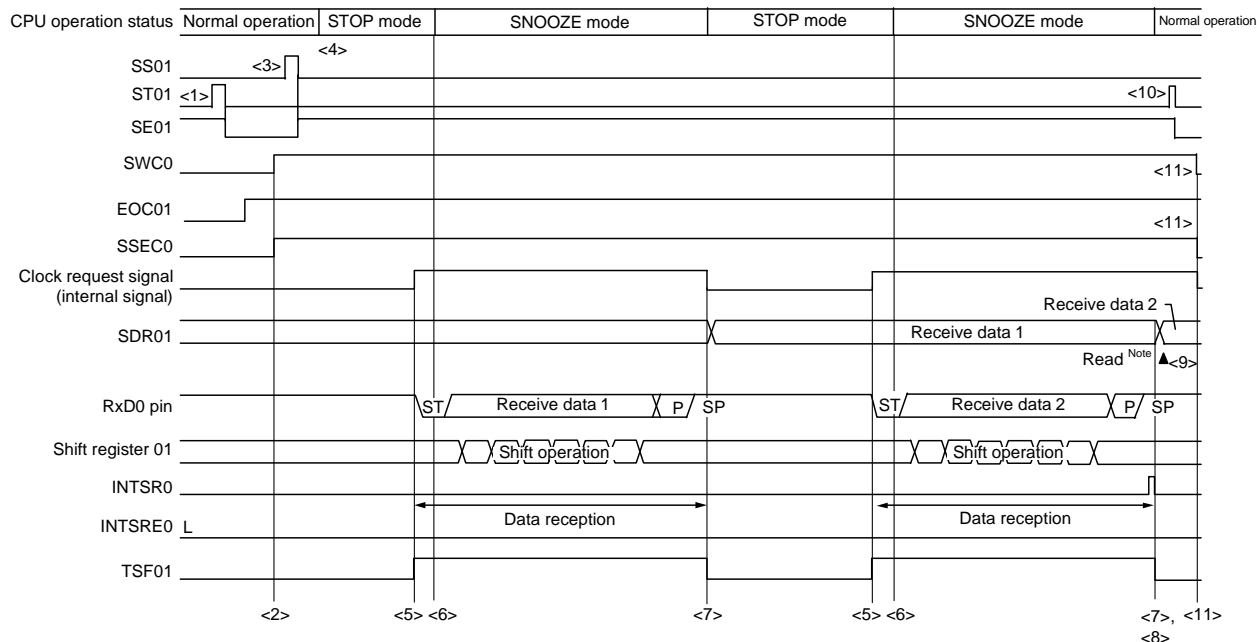 CPU operation status Normal operation STOP mode SNOOZE mode STOP mode SNOOZE mode Normal operation
<4>
SS01 <3>
ST01 <1> <10>
SE01
SWC0 <11>
EOC01
<11>
SSEC0
Clock request signal
(internal signal)
Receive data 2
SDR01 Receive data 1
Read Note ▲<9>
RxD0 pin ST Receive data 1 P SP ST Receive data 2 P SP
Shift register 01 Shift operation Shift operation
INTSR0
Data reception Data reception
INTSRE0 L
TSF01
<2> <5> <6> <7> <5> <6> <7>, <11>
<8>